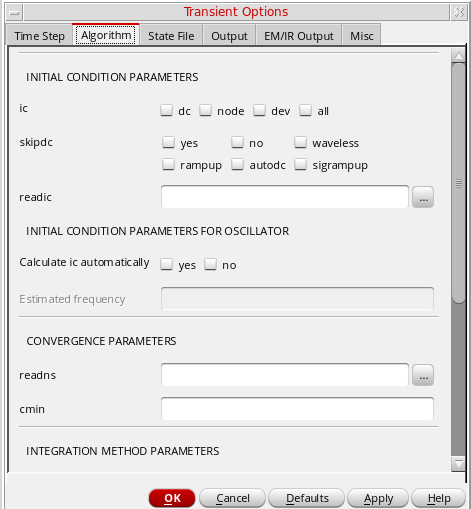 Transient Options
Time Step Algorithm State File Output EM/IR Output Misc
INITIAL CONDITION PARAMETERS
ic dc node dev all
skipdc yes no waveless
rampup autodc sigrampup
readic ...
INITIAL CONDITION PARAMETERS FOR OSCILLATOR
Calculate ic automatically yes no
Estimated frequency
CONVERGENCE PARAMETERS
readns ...
cmin
INTEGRATION METHOD PARAMETERS
OK Cancel Defaults Apply Help